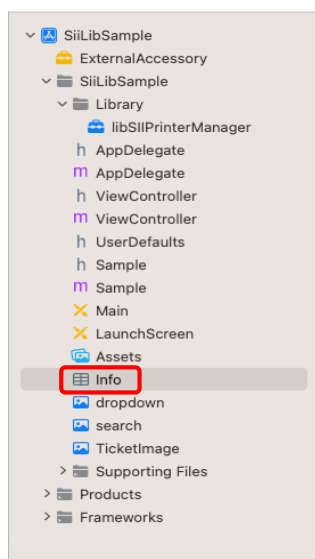 SiiLibSample
ExternalAccessory
SiiLibSample
Library
libSIIPrinterManager
h AppDelegate
m AppDelegate
h ViewController
m ViewController
h UserDefaults
h Sample
m Sample
Main
LaunchScreen
Assets
Info
dropdown
search
TicketImage
Supporting Files
Products
Frameworks